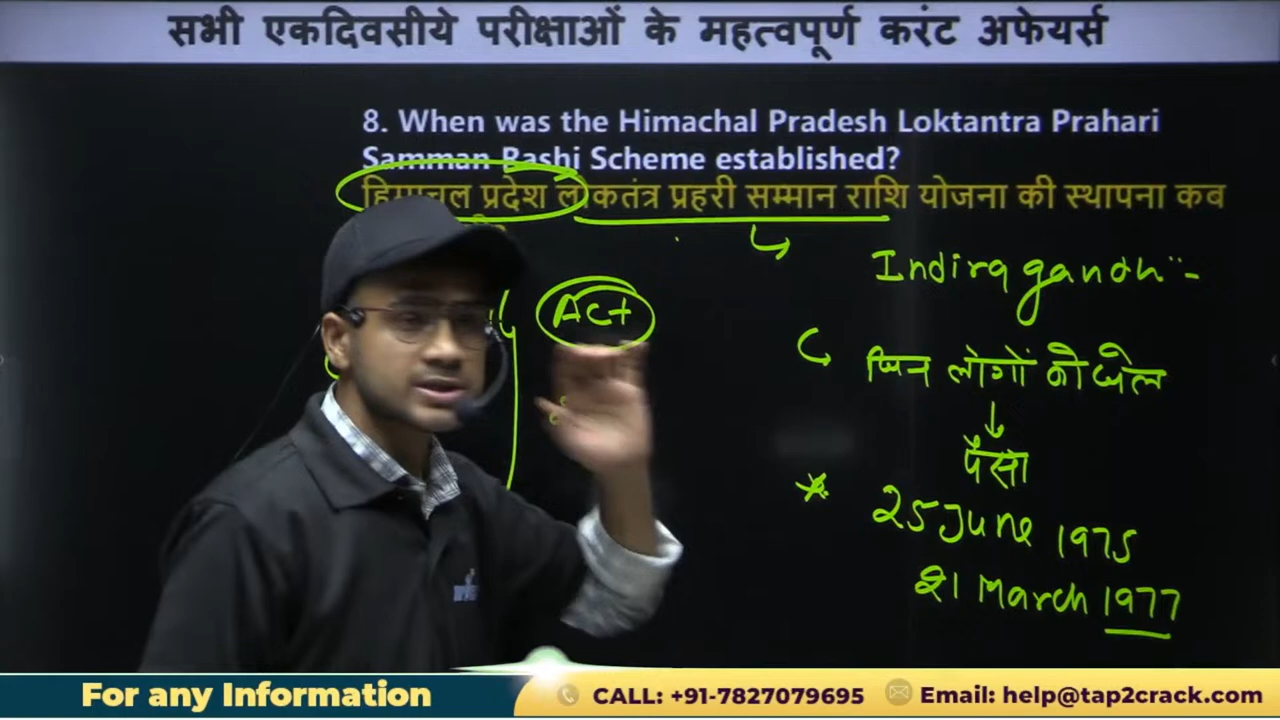 सभी एकदिवसीये परीक्षाओं के महत्वपूर्ण करंट अफेयर्स
8. When was the Himachal Pradesh Loktantra Prahari
Samman Rashi Scheme established?
हिमाचल प्रदेश लोकतंत्र प्रहरी सम्मान राशि योजना की स्थापना कब
Indira gandhi -
Act
जिन लोगों को जेल
पैसा
25 June 1975
21 March 1977
For any Information
CALL: +91-7827079695
Email: help@tap2crack.com